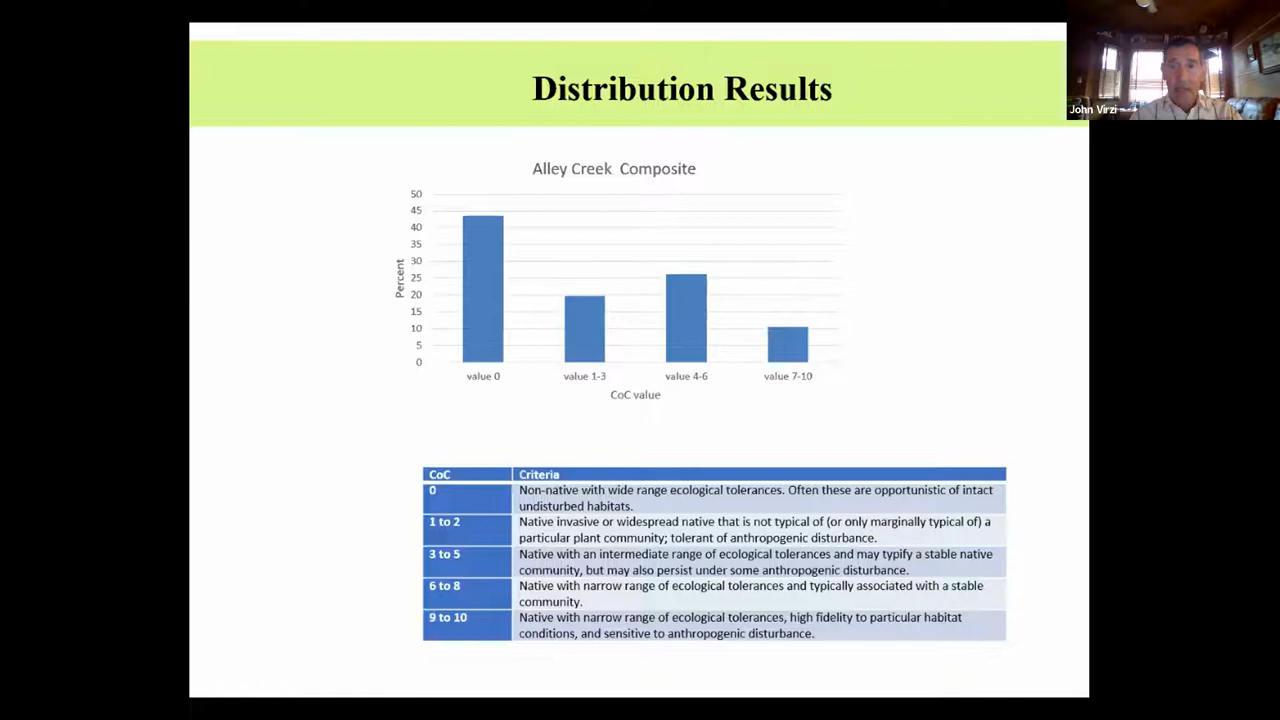 Distribution Results
John Virzi
Alley Creek Composite
50
45
40
35
30
25
20
15
10
5
0
Percent
value 0
value 1-3
value 4-6
value 7-10
CoC value
CoC Criteria
0 Non-native with wide range ecological tolerances. Often these are opportunistic of intact
undisturbed habitats.
1 to 2 Native invasive or widespread native that is not typical of (or only marginally typical of) a
particular plant community; tolerant of anthropogenic disturbance.
3 to 5 Native with an intermediate range of ecological tolerances and may typify a stable native
community, but may also persist under some anthropogenic disturbance.
6 to 8 Native with narrow range of ecological tolerances and typically associated with a stable
community.
9 to 10 Native with narrow range of ecological tolerances, high fidelity to particular habitat
conditions, and sensitive to anthropogenic disturbance.